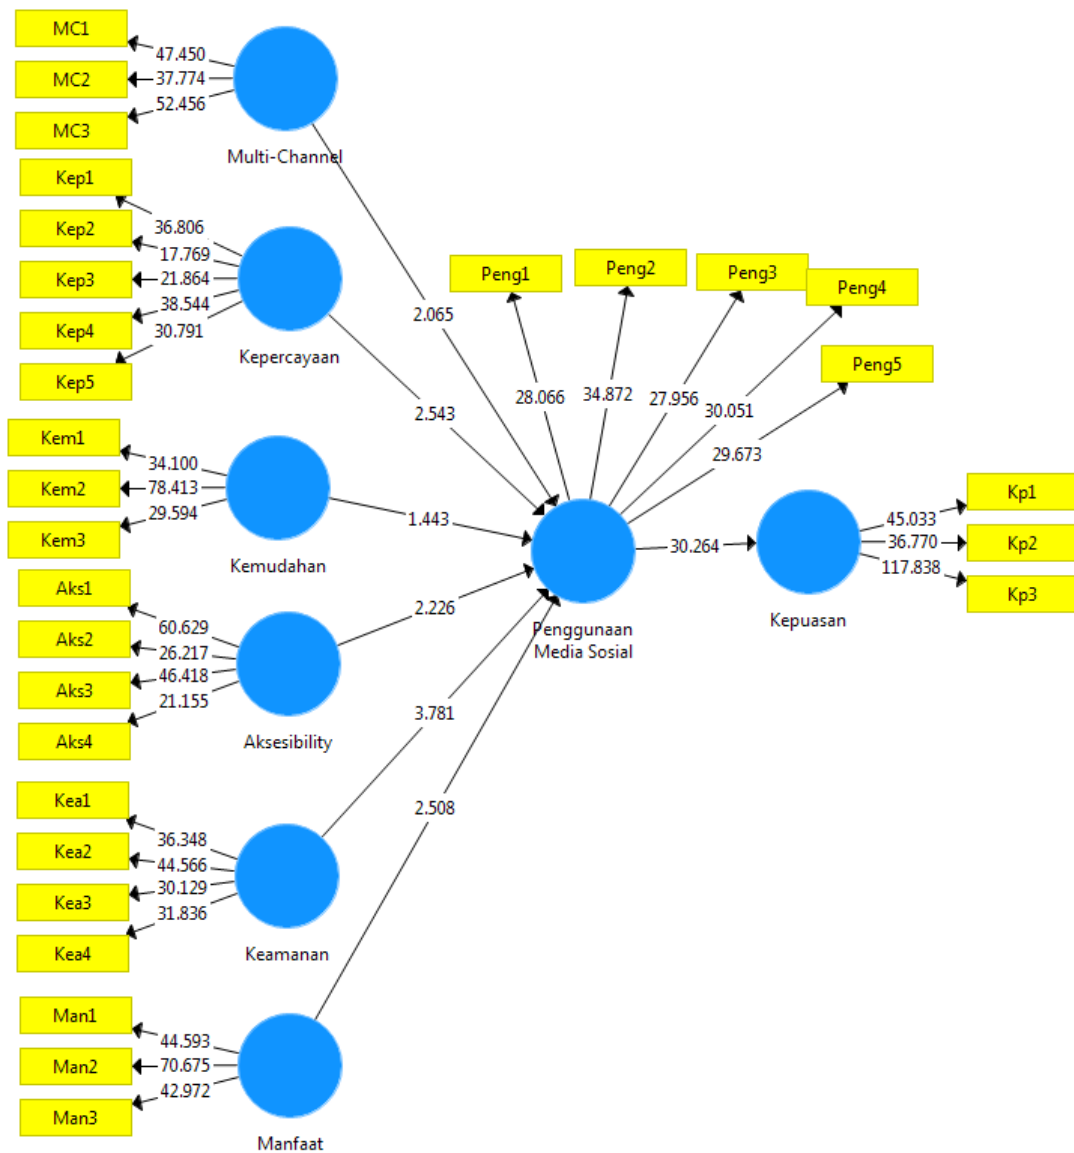 MC1
47.450
MC2
37.774
52.456
MC3
Multi-Channel
Kep1
36.806
Kep2
17.769
Kep3
21.864
38.544
Kep4
30.791
Kep5
Kepercayaan
Kem1
34.100
Kem2
78.413
29.594
Kem3
Kemudahan
Aks1
60.629
Aks2
26.217
Aks3
46.418
21.155
Aks4
Aksesibility
Kea1
36.348
Kea2
44.566
Kea3
30.129
31.836
Kea4
Keamanan
Man1
44.593
Man2
70.675
42.972
Man3
Manfaat
2.065
2.543
1.443
2.226
3.781
2.508
Peng1
Peng2
Peng3
Peng4
Peng5
28.066
34.872
27.956
30.051
29.673
Penggunaan
Media Sosial
30.264
Kepuasan
45.033
36.770
117.838
Kp1
Kp2
Kp3